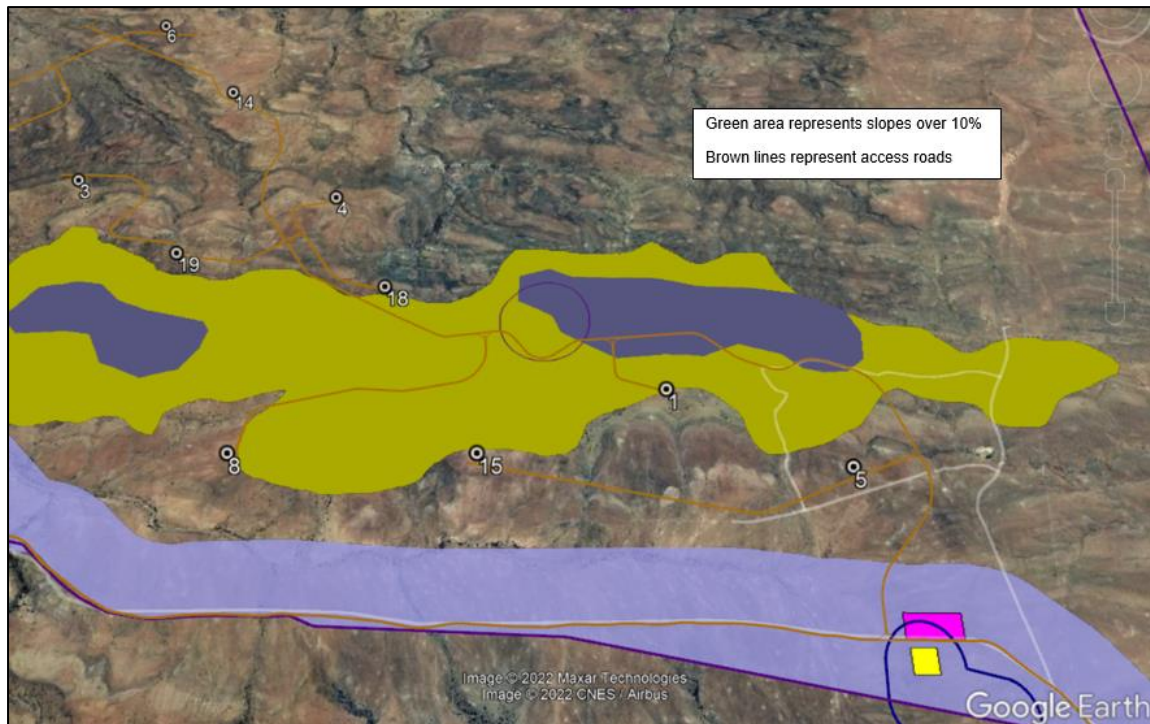 6
14
Green area represents slopes over 10%
Brown lines represent access roads
3
4
19
18
1
8
15
5
Image © 2022 Maxar Technologies
Image © 2022 CNES / Airbus
Google Earth